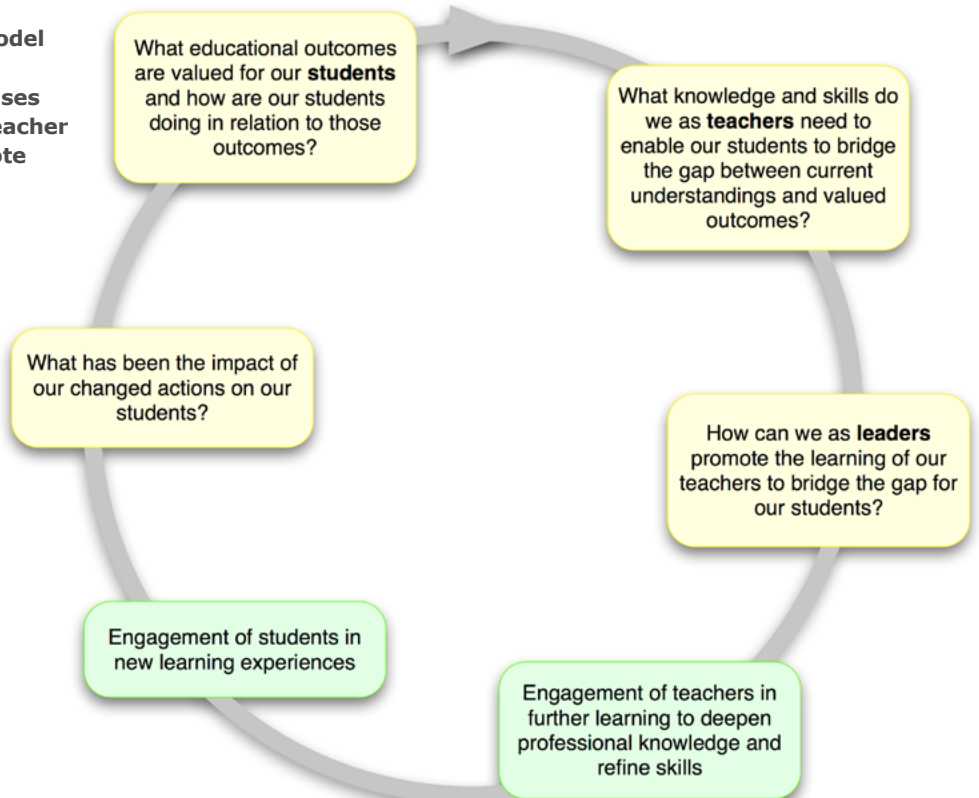 odel
ses
eacher
ote
What educational outcomes
are valued for our students
and how are our students
doing in relation to those
outcomes?
What knowledge and skills do
we as teachers need to
enable our students to bridge
the gap between current
understandings and valued
outcomes?
How can we as leaders
promote the learning of our
teachers to bridge the gap for
our students?
Engagement of teachers in
further learning to deepen
professional knowledge and
refine skills
Engagement of students in
new learning experiences
What has been the impact of
our changed actions on our
students?